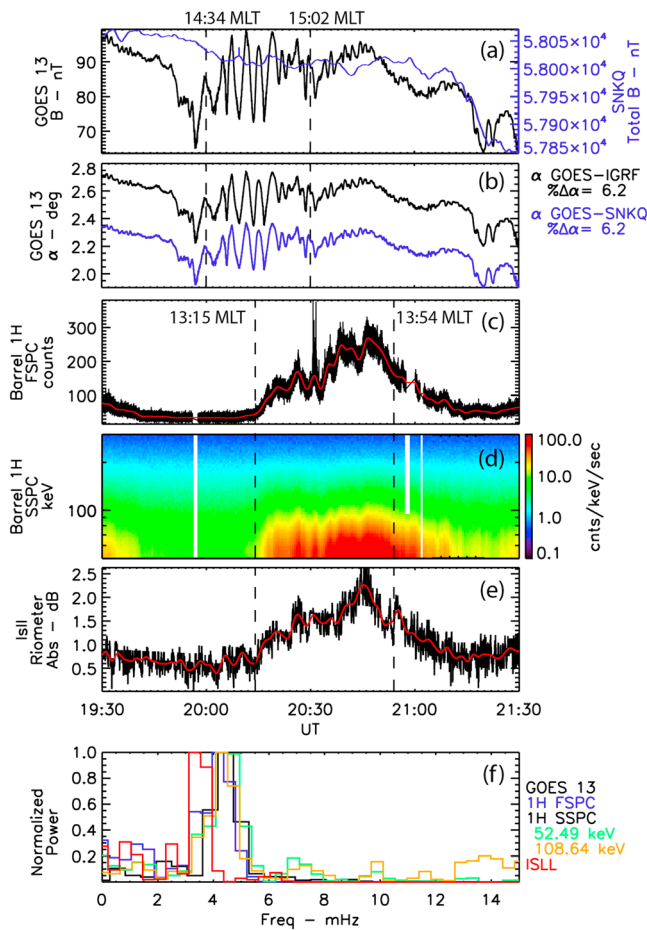 14:34 MLT 15:02 MLT
GOES 13
B - nT
90
80
70
60
(a)
5.805×10⁴
5.800×10⁴
5.795×10⁴
5.790×10⁴
5.785×10⁴
SNKQ
Total B - nT
GOES 13
α - deg
2.8
2.6
2.4
2.2
2.0
(b)
α GOES-IGRF
%Δα= 6.2
α GOES-SNKQ
%Δα= 6.2
Barrel 1H
FSPC
counts
300
200
100
13:15 MLT 13:54 MLT (c)
Barrel 1H
SSPC
keV
100
(d)
100.0
10.0
1.0
0.1
cnts/keV/sec
IslI
Riometer
Abs - dB
2.5
2.0
1.5
1.0
0.5
(e)
19:30 20:00 20:30 21:00 21:30
UT
Normalized
Power
1.0
0.8
0.6
0.4
0.2
(f)
GOES 13
1H FSPC
1H SSPC
52.49 keV
108.64 keV
ISLL
0 2 4 6 8 10 12 14
Freq - mHz